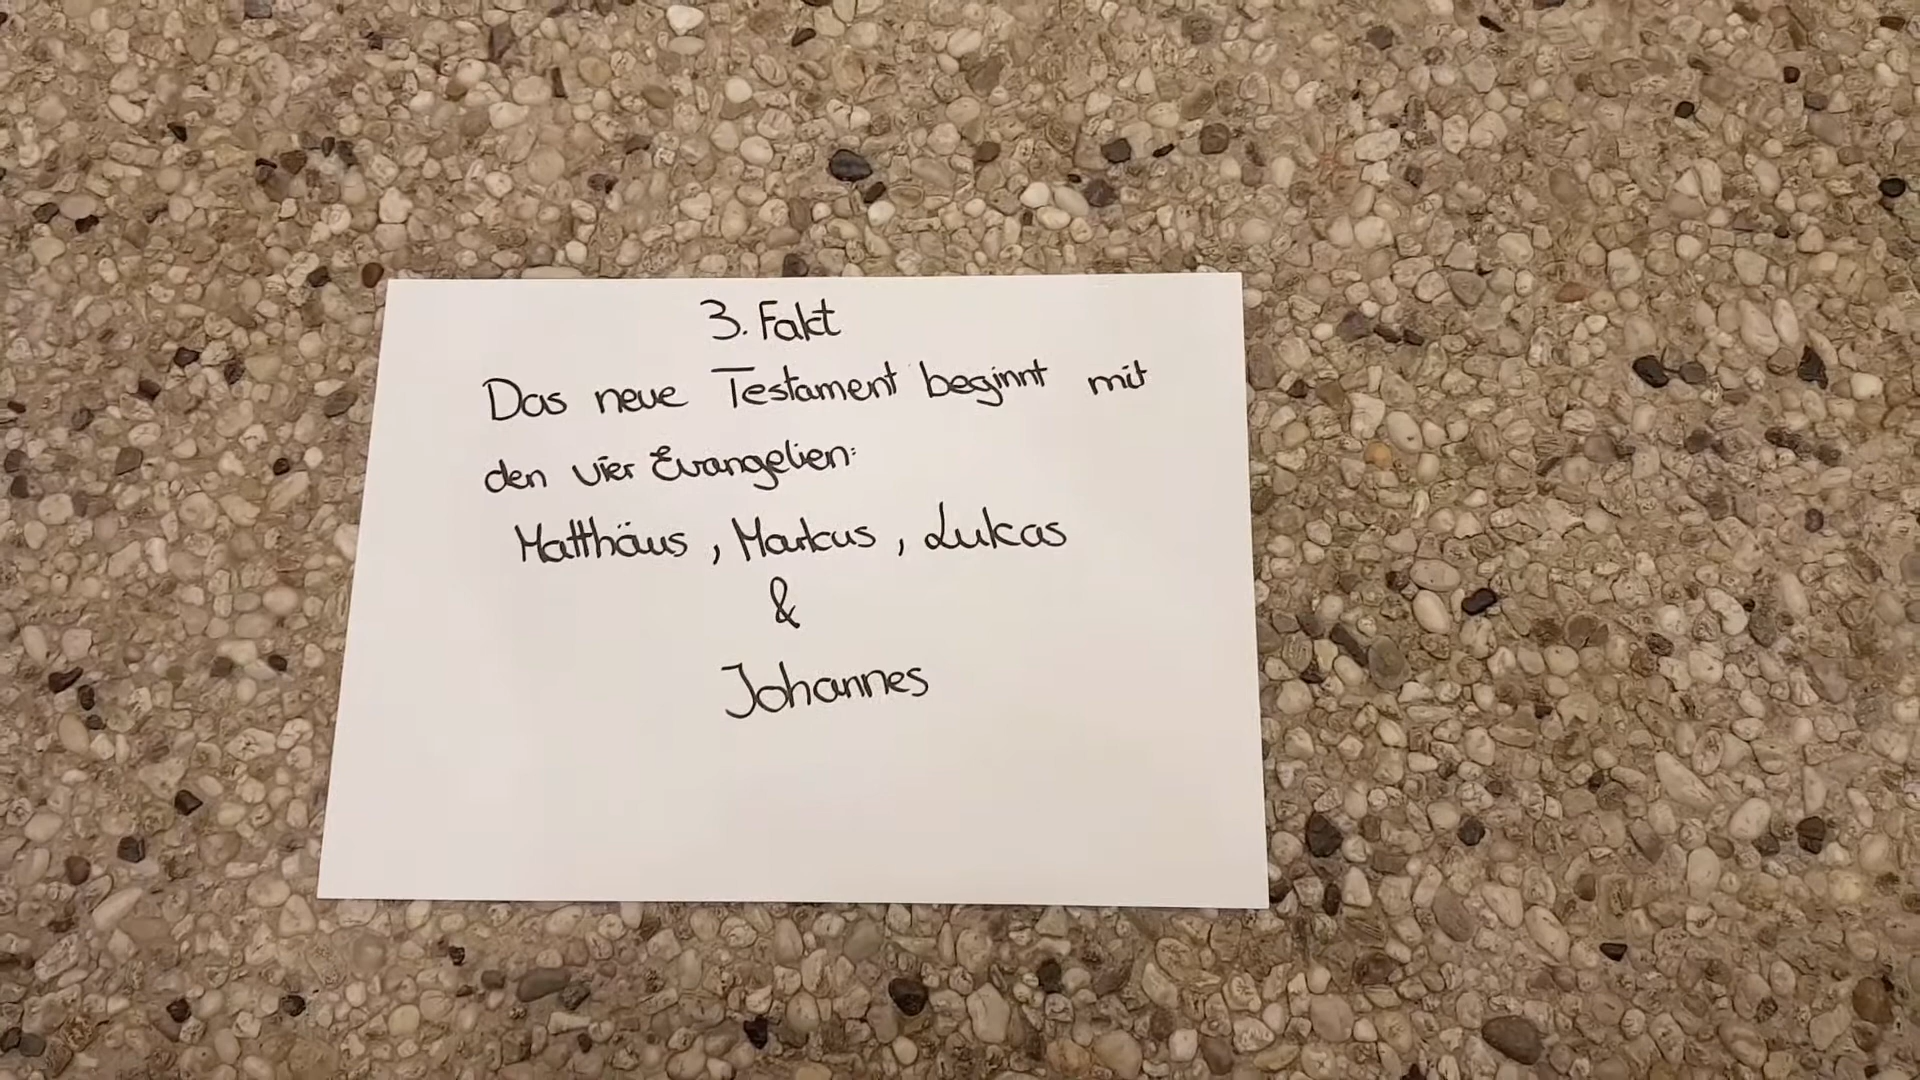 3. Fakt
Das neue Testament beginnt mit
den vier Evangelien:
Matthäus, Markus, Lukas
&
Johannes